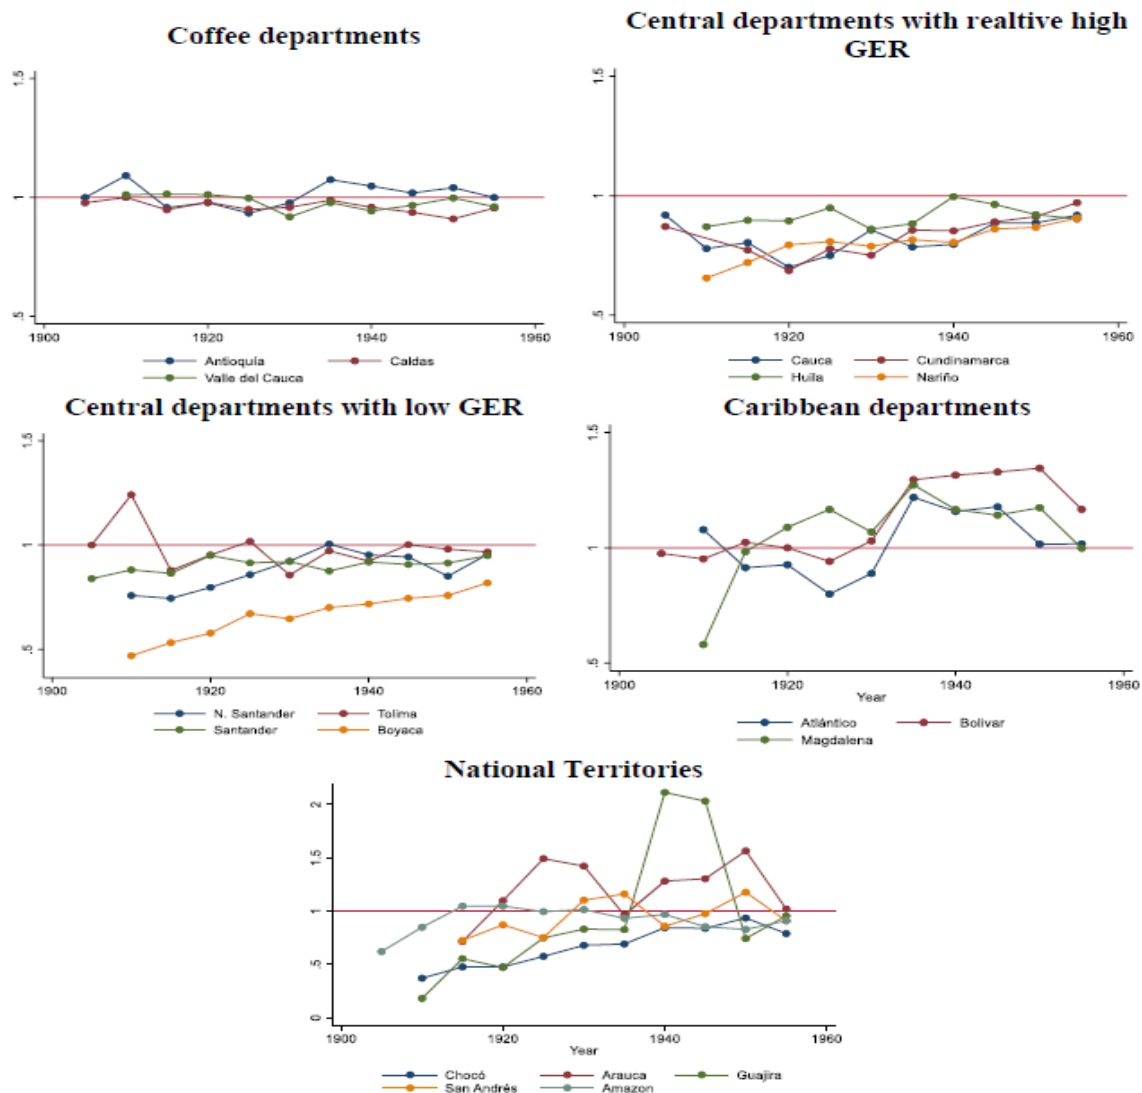 Coffee departments
1.5
1
.5
1900 1920 1940 1960
Antioquía Caldas
Valle del Cauca
Central departments with realtive high
GER
1.5
1
.5
1900 1920 1940 1960
Cauca Cundinamarca
Huila Nariño
Central departments with low GER
1.5
1
.5
1900 1920 1940 1960
N. Santander Tolima
Santander Boyaca
Caribbean departments
1.5
1
.5
1900 1920 1940 1960
Year
Atlántico Bolivar
Magdalena
National Territories
2
1.5
1
.5
0
1900 1920 1940 1960
Year
Chocó Arauca Guajira
San Andrés Amazon